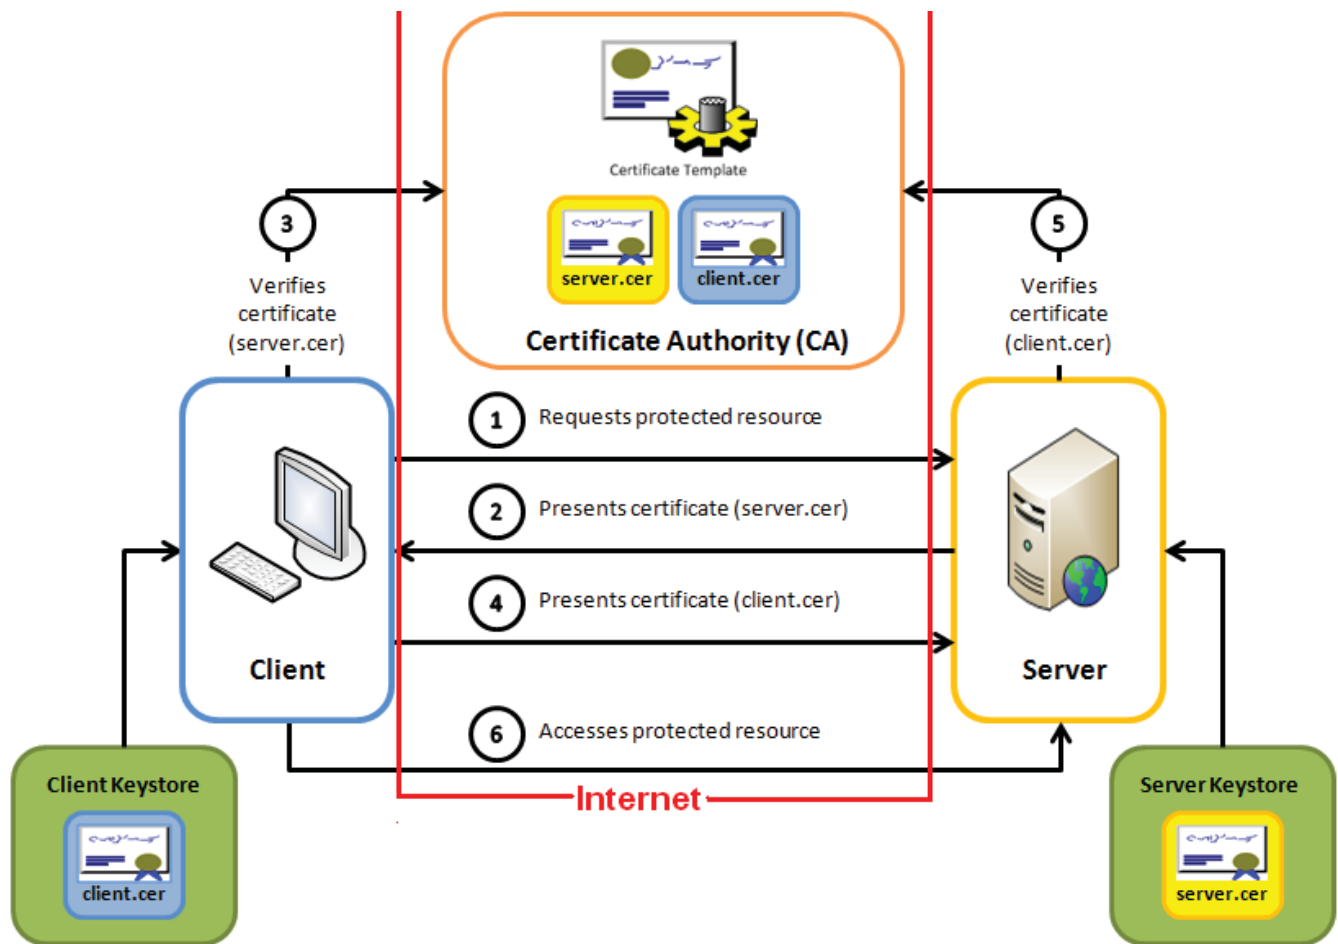 Certificate Template
server.cer
client.cer
Certificate Authority (CA)
3
Verifies
certificate
(server.cer)
5
Verifies
certificate
(client.cer)
1
Requests protected resource
2
Presents certificate (server.cer)
4
Presents certificate (client.cer)
Client
Server
6
Accesses protected resource
Internet
Client Keystore
client.cer
Server Keystore
server.cer